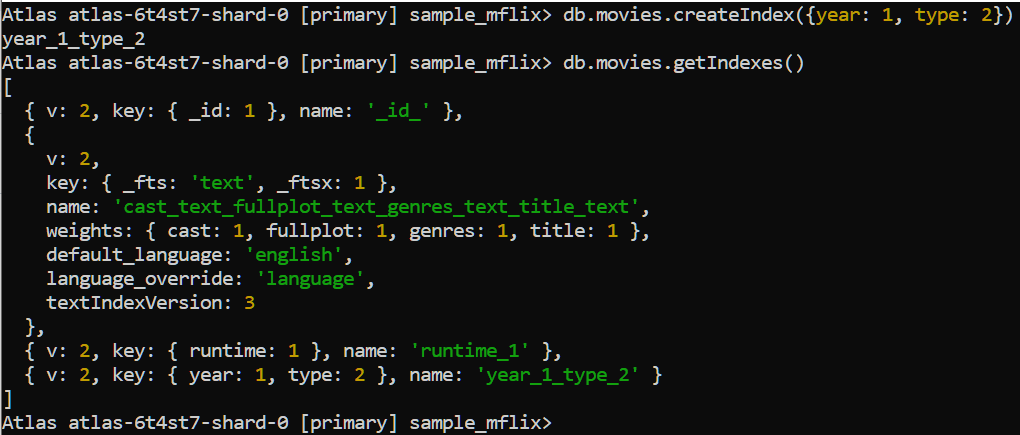 Atlas atlas-6t4st7-shard-0 [primary] sample_mflix> db.movies.createIndex({year: 1, type: 2})
year_1_type_2
Atlas atlas-6t4st7-shard-0 [primary] sample_mflix> db.movies.getIndexes()
[
  { v: 2, key: { _id: 1 }, name: '_id_' },
  {
    v: 2,
    key: { _fts: 'text', _ftsx: 1 },
    name: 'cast_text_fullplot_text_genres_text_title_text',
    weights: { cast: 1, fullplot: 1, genres: 1, title: 1 },
    default_language: 'english',
    language_override: 'language',
    textIndexVersion: 3
  },
  { v: 2, key: { runtime: 1 }, name: 'runtime_1' },
  { v: 2, key: { year: 1, type: 2 }, name: 'year_1_type_2' }
]
Atlas atlas-6t4st7-shard-0 [primary] sample_mflix>